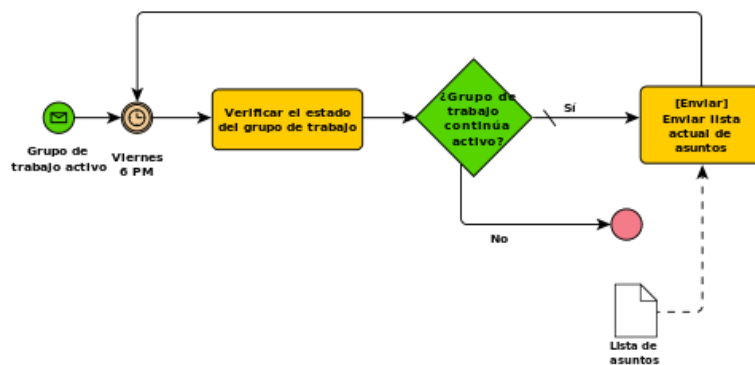 Grupo de
trabajo activo
Viernes
6 PM
Verificar el estado
del grupo de trabajo
¿Grupo de
trabajo
continúa
activo?
Sí
[Enviar]
Enviar lista
actual de
asuntos
No
Lista de
asuntos